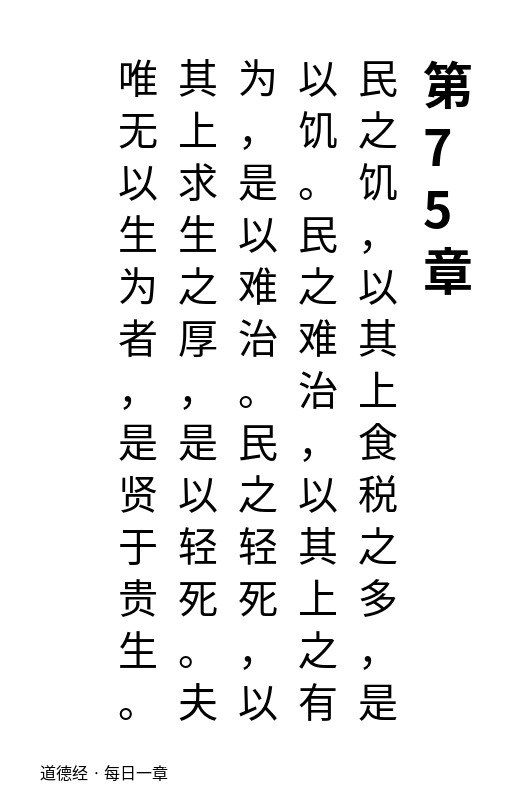 第75章
民之饥，以其上食税之多，是
以饥。民之难治，以其上之有
为，是以难治。民之轻死，以
其上求生之厚，是以轻死。夫
唯无以生为者，是贤于贵生。
道德经 · 每日一章